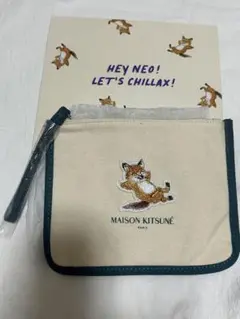 HEY NEO!
LET'S CHILLAX!
MAISON KITSUNÉ
PARIS